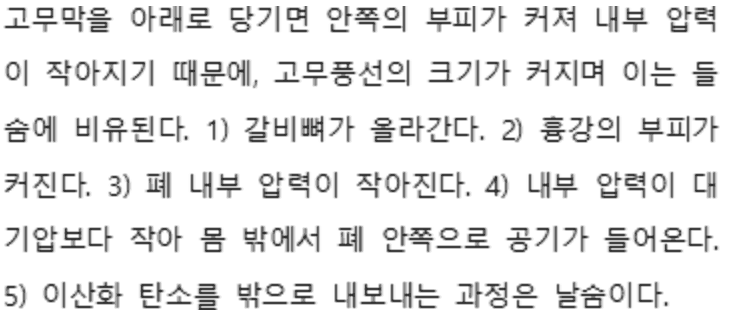 고무막을 아래로 당기면 안쪽의 부피가 커져 내부 압력
이 작아지기 때문에, 고무풍선의 크기가 커지며 이는 들
숨에 비유된다. 1) 갈비뼈가 올라간다. 2) 흉강의 부피가
커진다. 3) 폐 내부 압력이 작아진다. 4) 내부 압력이 대
기압보다 작아 몸 밖에서 폐 안쪽으로 공기가 들어온다.
5) 이산화 탄소를 밖으로 내보내는 과정은 날숨이다.